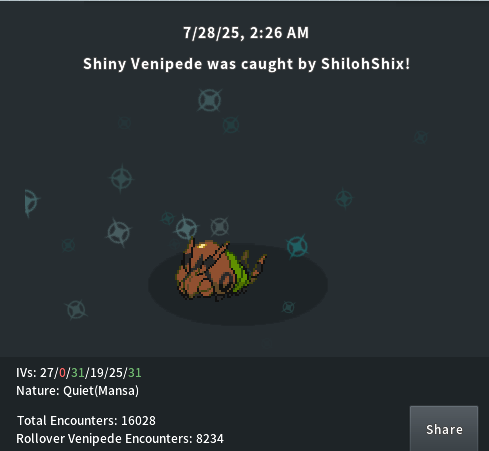 7/28/25, 2:26 AM
Shiny Venipede was caught by ShilohShix!
IVs: 27/0/31/19/25/31
Nature: Quiet(Mansa)
Total Encounters: 16028
Rollover Venipede Encounters: 8234
Share